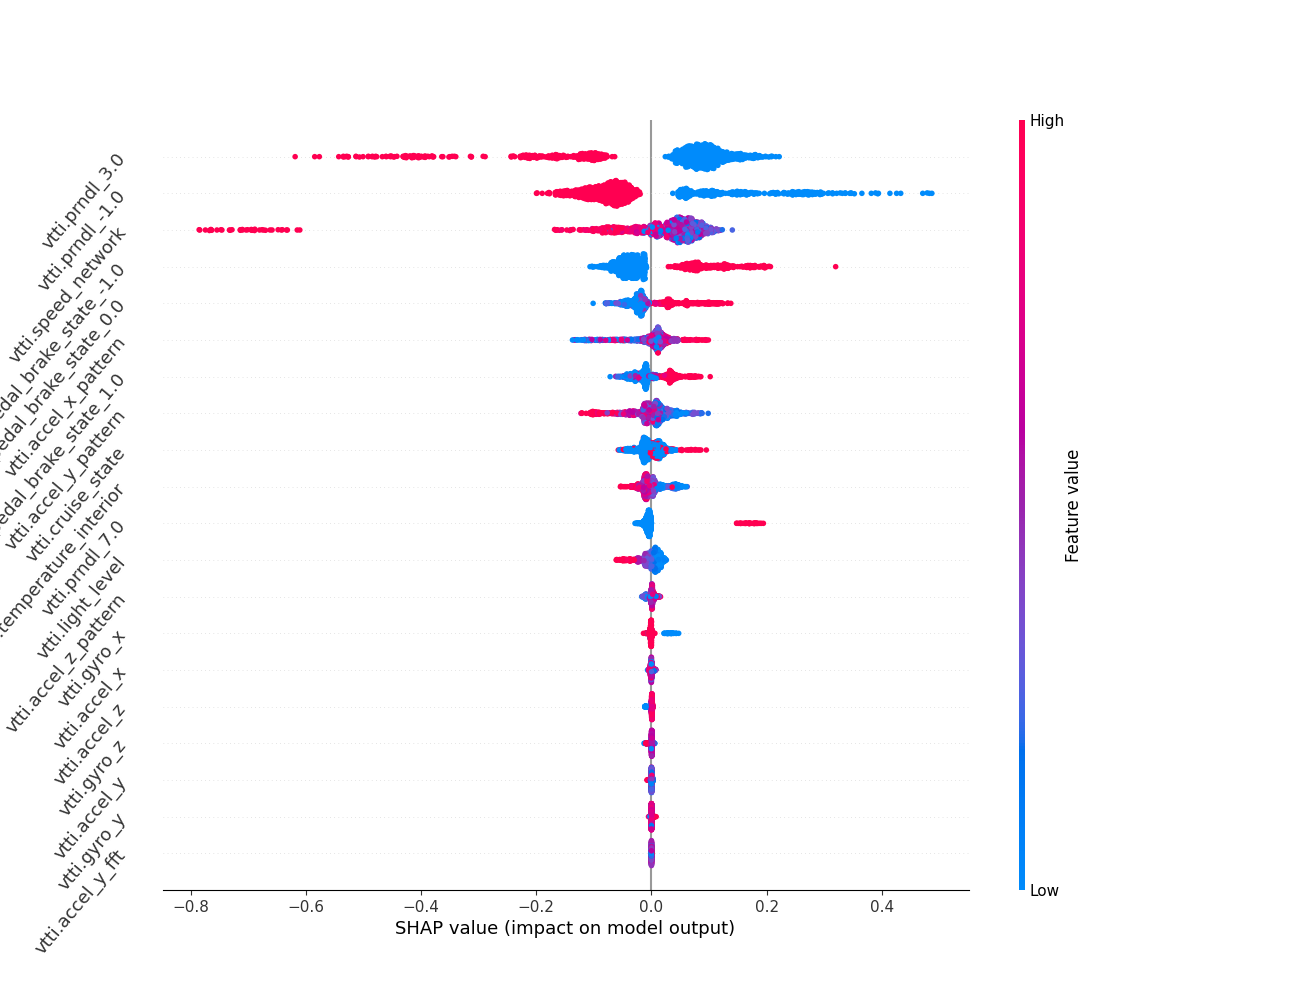 High
vtti.prndl_3.0
vtti.prndl_-1.0
vtti.speed_network
edal_brake_state_-1.0
edal_brake_state_0.0
vtti.accel_x_pattern
edal_brake_state_1.0
vtti.accel_y_pattern
vtti.cruise_state
.temperature_interior
vtti.prndl_7.0
vtti.light_level
vtti.accel_z_pattern
vtti.gyro_x
vtti.accel_x
vtti.accel_z
vtti.gyro_z
vtti.accel_y
vtti.gyro_y
vtti.accel_y_fft
Feature value
Low
−0.8 −0.6 −0.4 −0.2 0.0 0.2 0.4
SHAP value (impact on model output)